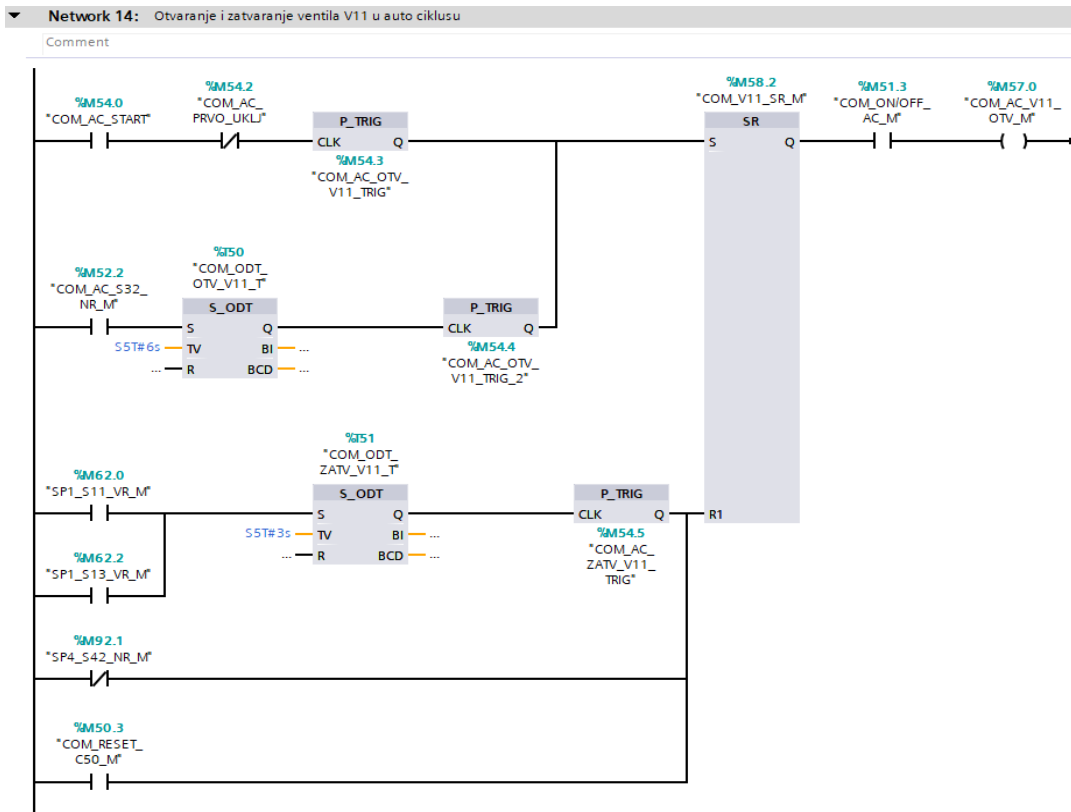 Network 14: Otvaranje i zatvaranje ventila V11 u auto ciklusu
Comment
%M54.0
"COM_AC_START"
%M54.2
"COM_AC_
PRVO_UKLJ"
P_TRIG
CLK Q
%M54.3
"COM_AC_OTV_
V11_TRIG"
%M58.2
"COM_V11_SR_M"
SR
S Q
R1
%M51.3
"COM_ON/OFF_
AC_M"
%M57.0
"COM_AC_V11_
OTV_M"
%M52.2
"COM_AC_S32_
NR_M"
%T50
"COM_ODT_
OTV_V11_T"
S_ODT
S Q
S5T#6s TV BI ...
... R BCD ...
P_TRIG
CLK Q
%M54.4
"COM_AC_OTV_
V11_TRIG_2"
%M62.0
"SP1_S11_VR_M"
%T51
"COM_ODT_
ZATV_V11_T"
S_ODT
S Q
S5T#3s TV BI ...
... R BCD ...
P_TRIG
CLK Q
%M54.5
"COM_AC_
ZATV_V11_
TRIG"
%M62.2
"SP1_S13_VR_M"
%M92.1
"SP4_S42_NR_M"
%M50.3
"COM_RESET_
C50_M"